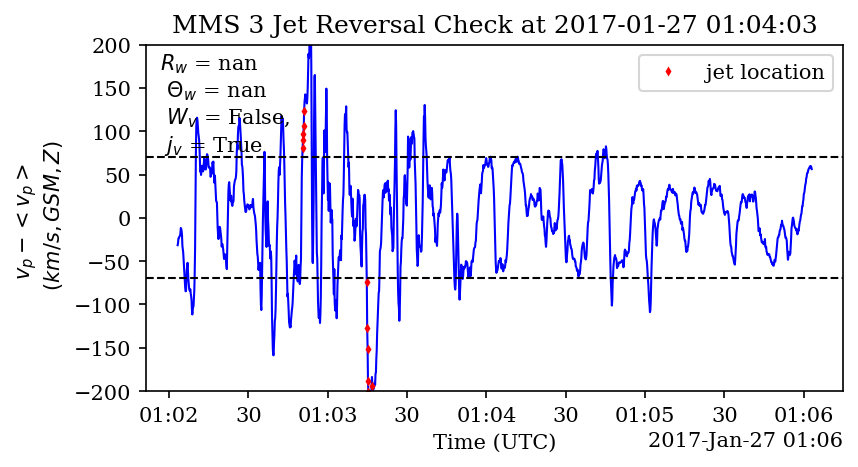 MMS 3 Jet Reversal Check at 2017-01-27 01:04:03
R_w = nan
Θ_w = nan
W_v = False,
j_v = True
jet location
200
150
100
50
0
−50
−100
−150
−200
v_p − < v_p >
(km/s, GSM, Z)
01:02 30 01:03 30 01:04 30 01:05 30 01:06
Time (UTC)
2017-Jan-27 01:06